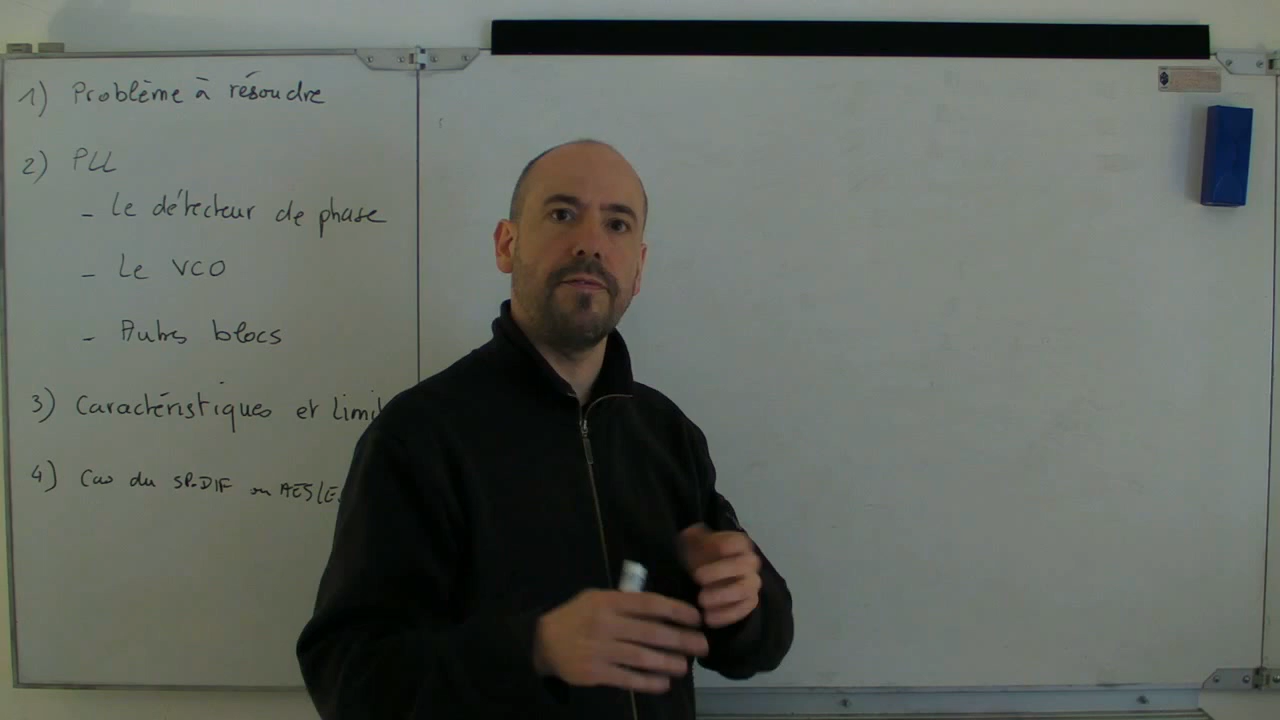 1) Problème à résoudre
2) PLL
- Le détecteur de phase
- Le VCO
- Autres blocs
3) Caractéristiques et Limit
4) Cas du SP-DIF ou AES/E